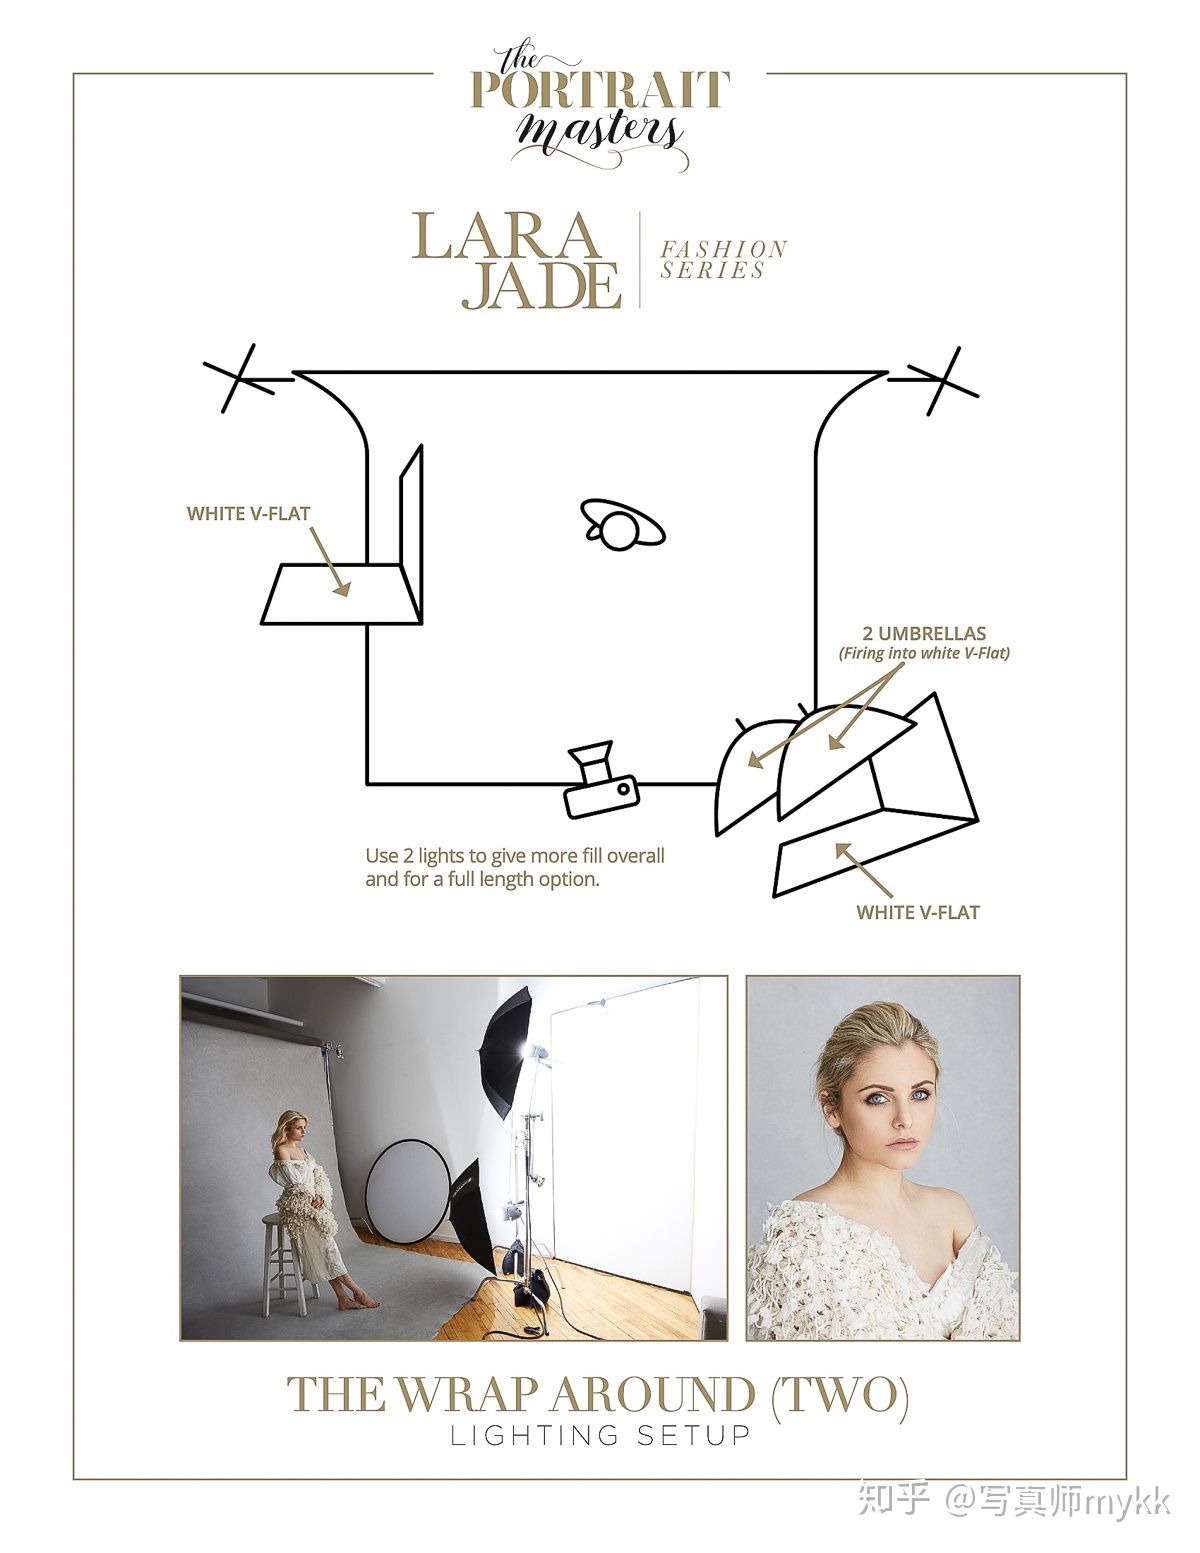 the
PORTRAIT
masters
LARA
JADE
FASHION
SERIES
WHITE V-FLAT
2 UMBRELLAS
(Firing into white V-Flat)
Use 2 lights to give more fill overall
and for a full length option.
WHITE V-FLAT
THE WRAP AROUND (TWO)
LIGHTING SETUP
知乎 @写真师mykk